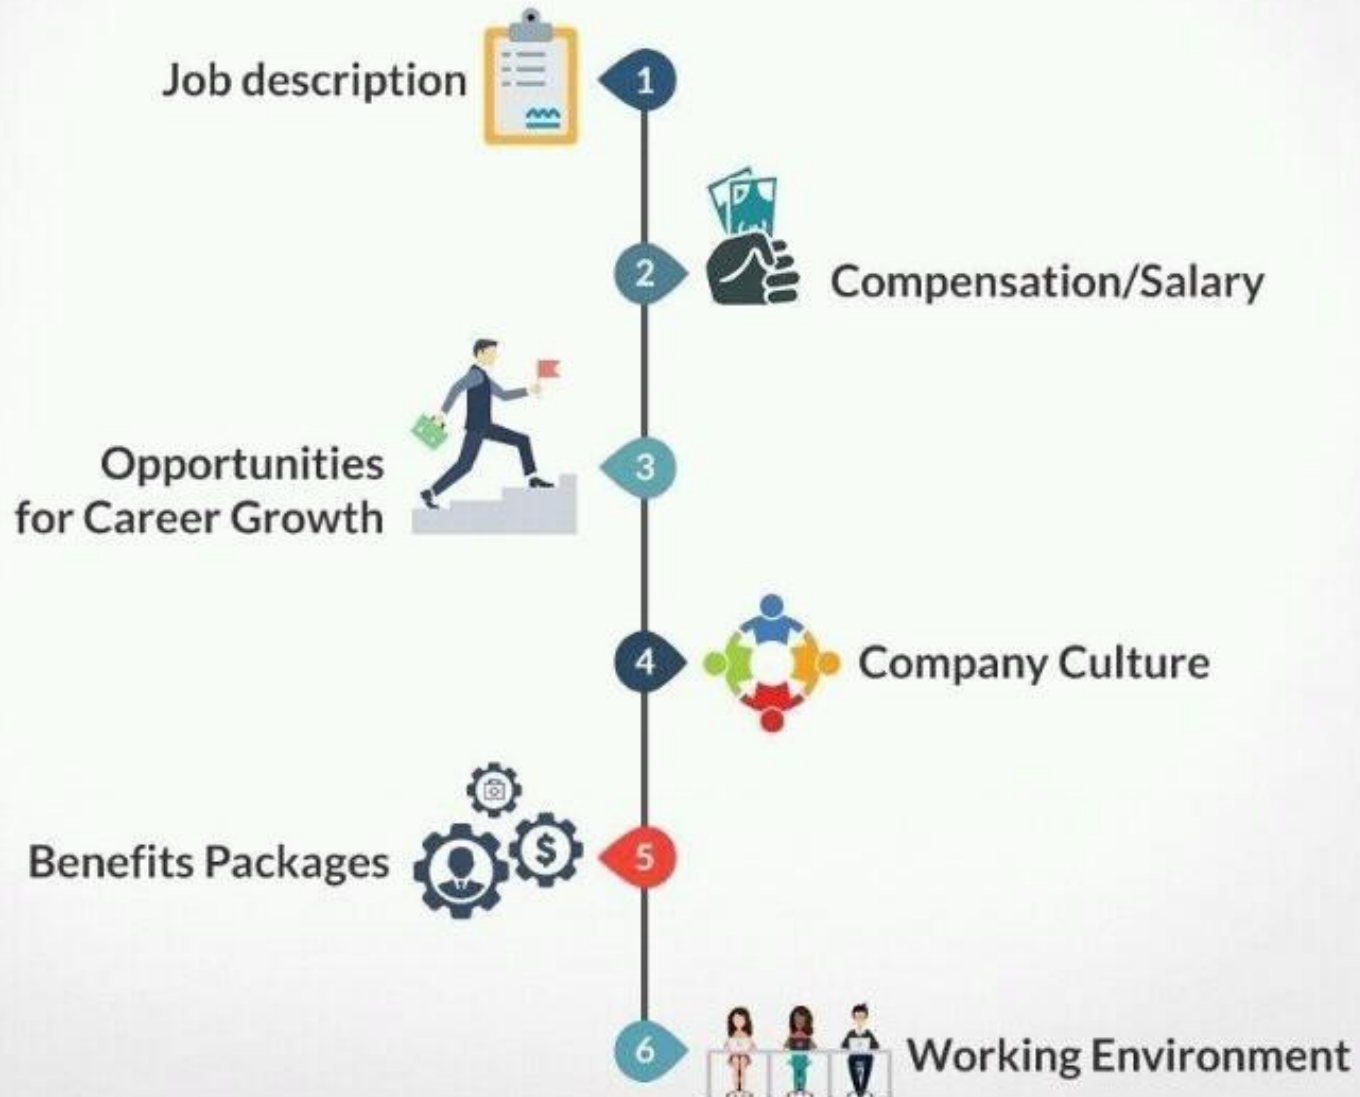 Job description
1
2
Compensation/Salary
3
Opportunities
for Career Growth
4
Company Culture
Benefits Packages
$
5
6
Working Environment